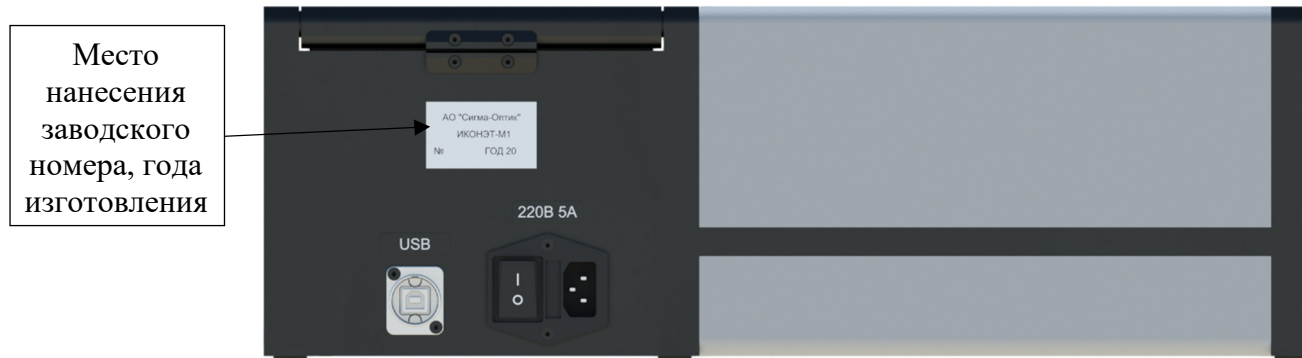 Место
нанесения
заводского
номера, года
изготовления
АО "Сигма-Оптик"
ИКОНЭТ-М1
№ ГОД 20
220В 5А
USB
I
O